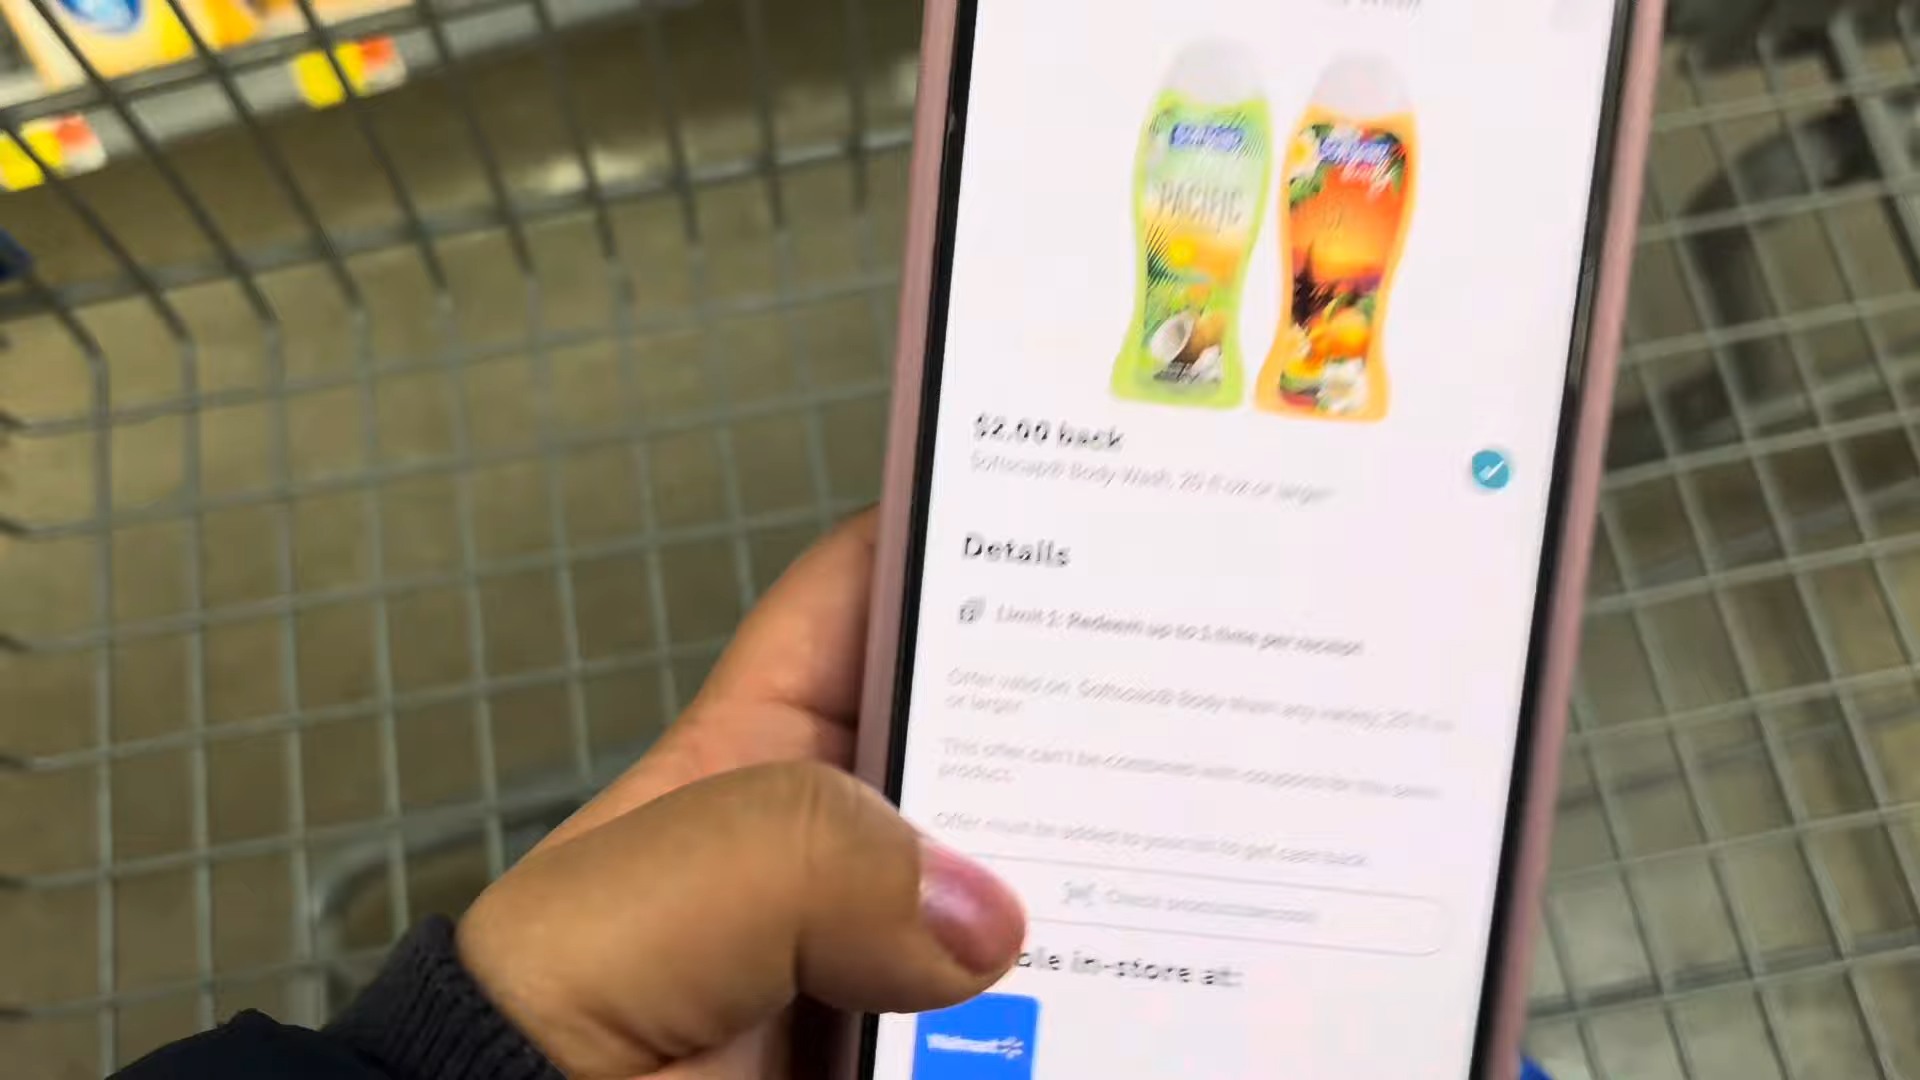 PACIFIC
$2.00 back
Softsoap® Body Wash, 20 fl oz or larger
Details
Limit 1: Redeem up to 1 time per receipt
Offer valid on: Softsoap® Body Wash any variety, 20 fl oz
or larger
This offer can't be combined with coupons for the same
product.
Offer must be added to your list to get cash back
in-store at:
Walmart